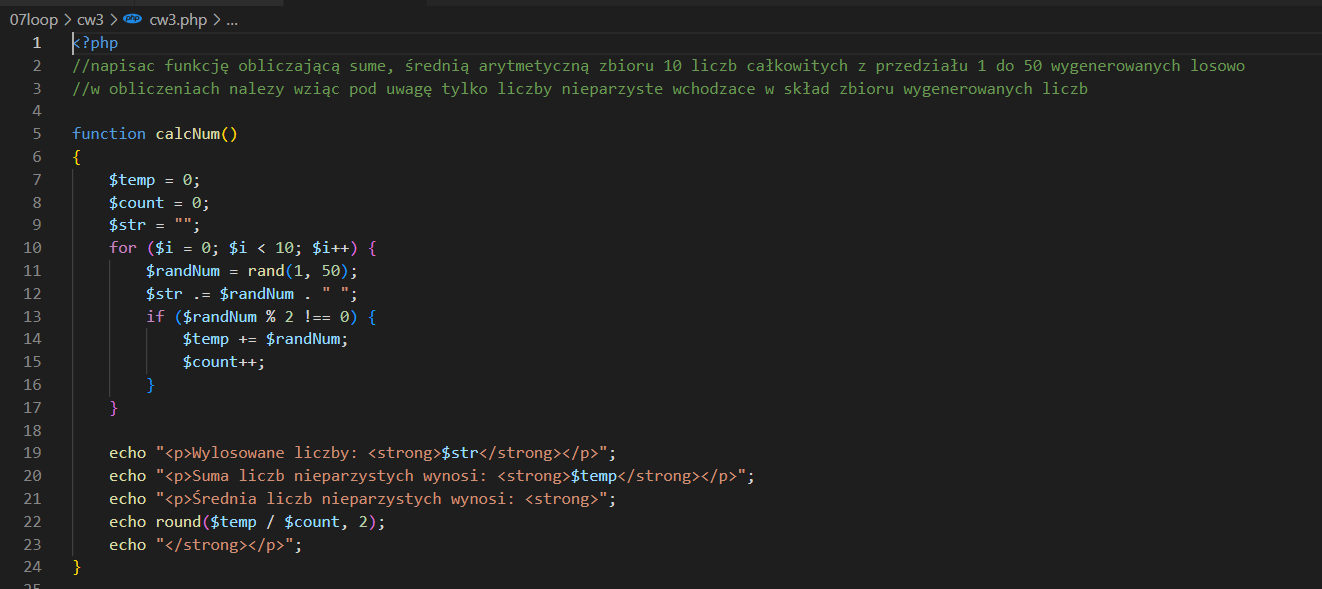 07loop > cw3 > php cw3.php > ...
1 <?php
2 //napisac funkcję obliczającą sume, średnią arytmetyczną zbioru 10 liczb całkowitych z przedziału 1 do 50 wygenerowanych losowo
3 //w obliczeniach nalezy wziąc pod uwagę tylko liczby nieparzyste wchodzace w skład zbioru wygenerowanych liczb
4
5 function calcNum()
6 {
7     $temp = 0;
8     $count = 0;
9     $str = "";
10     for ($i = 0; $i < 10; $i++) {
11         $randNum = rand(1, 50);
12         $str .= $randNum . " ";
13         if ($randNum % 2 !== 0) {
14             $temp += $randNum;
15             $count++;
16         }
17     }
18
19     echo "<p>Wylosowane liczby: <strong>$str</strong></p>";
20     echo "<p>Suma liczb nieparzystych wynosi: <strong>$temp</strong></p>";
21     echo "<p>Średnia liczb nieparzystych wynosi: <strong>";
22     echo round($temp / $count, 2);
23     echo "</strong></p>";
24 }
25